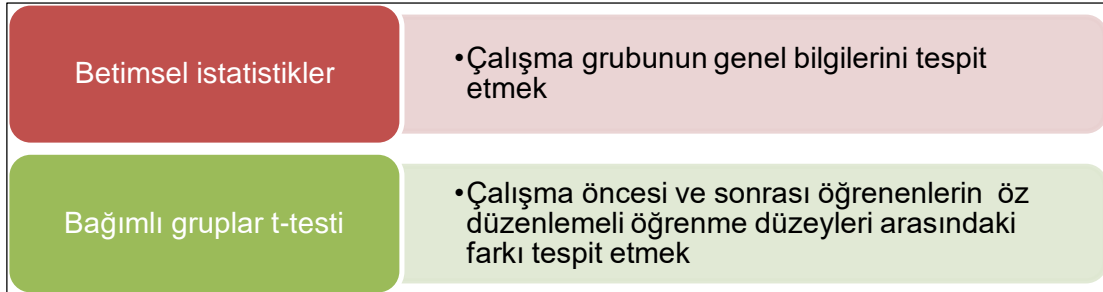 Betimsel istatistikler
•Çalışma grubunun genel bilgilerini tespit
etmek
Bağımlı gruplar t-testi
•Çalışma öncesi ve sonrası öğrenenlerin öz
düzenlemeli öğrenme düzeyleri arasındaki
farkı tespit etmek